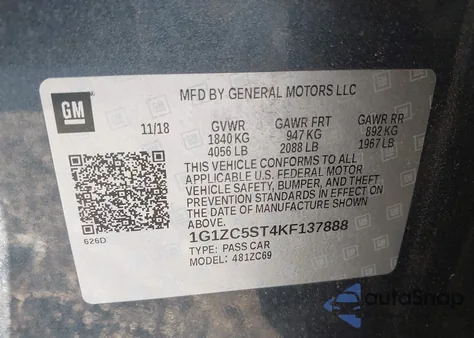 GM
MFD BY GENERAL MOTORS LLC
11/18
GVWR GAWR FRT GAWR RR
1840 KG 947 KG 892 KG
4056 LB 2088 LB 1967 LB
THIS VEHICLE CONFORMS TO ALL
APPLICABLE U.S. FEDERAL MOTOR
VEHICLE SAFETY, BUMPER, AND THEFT
PREVENTION STANDARDS IN EFFECT ON
THE DATE OF MANUFACTURE SHOWN
ABOVE.
626D
1G1ZC5ST4KF137888
TYPE: PASS CAR
MODEL: 481ZC69
autoSnap